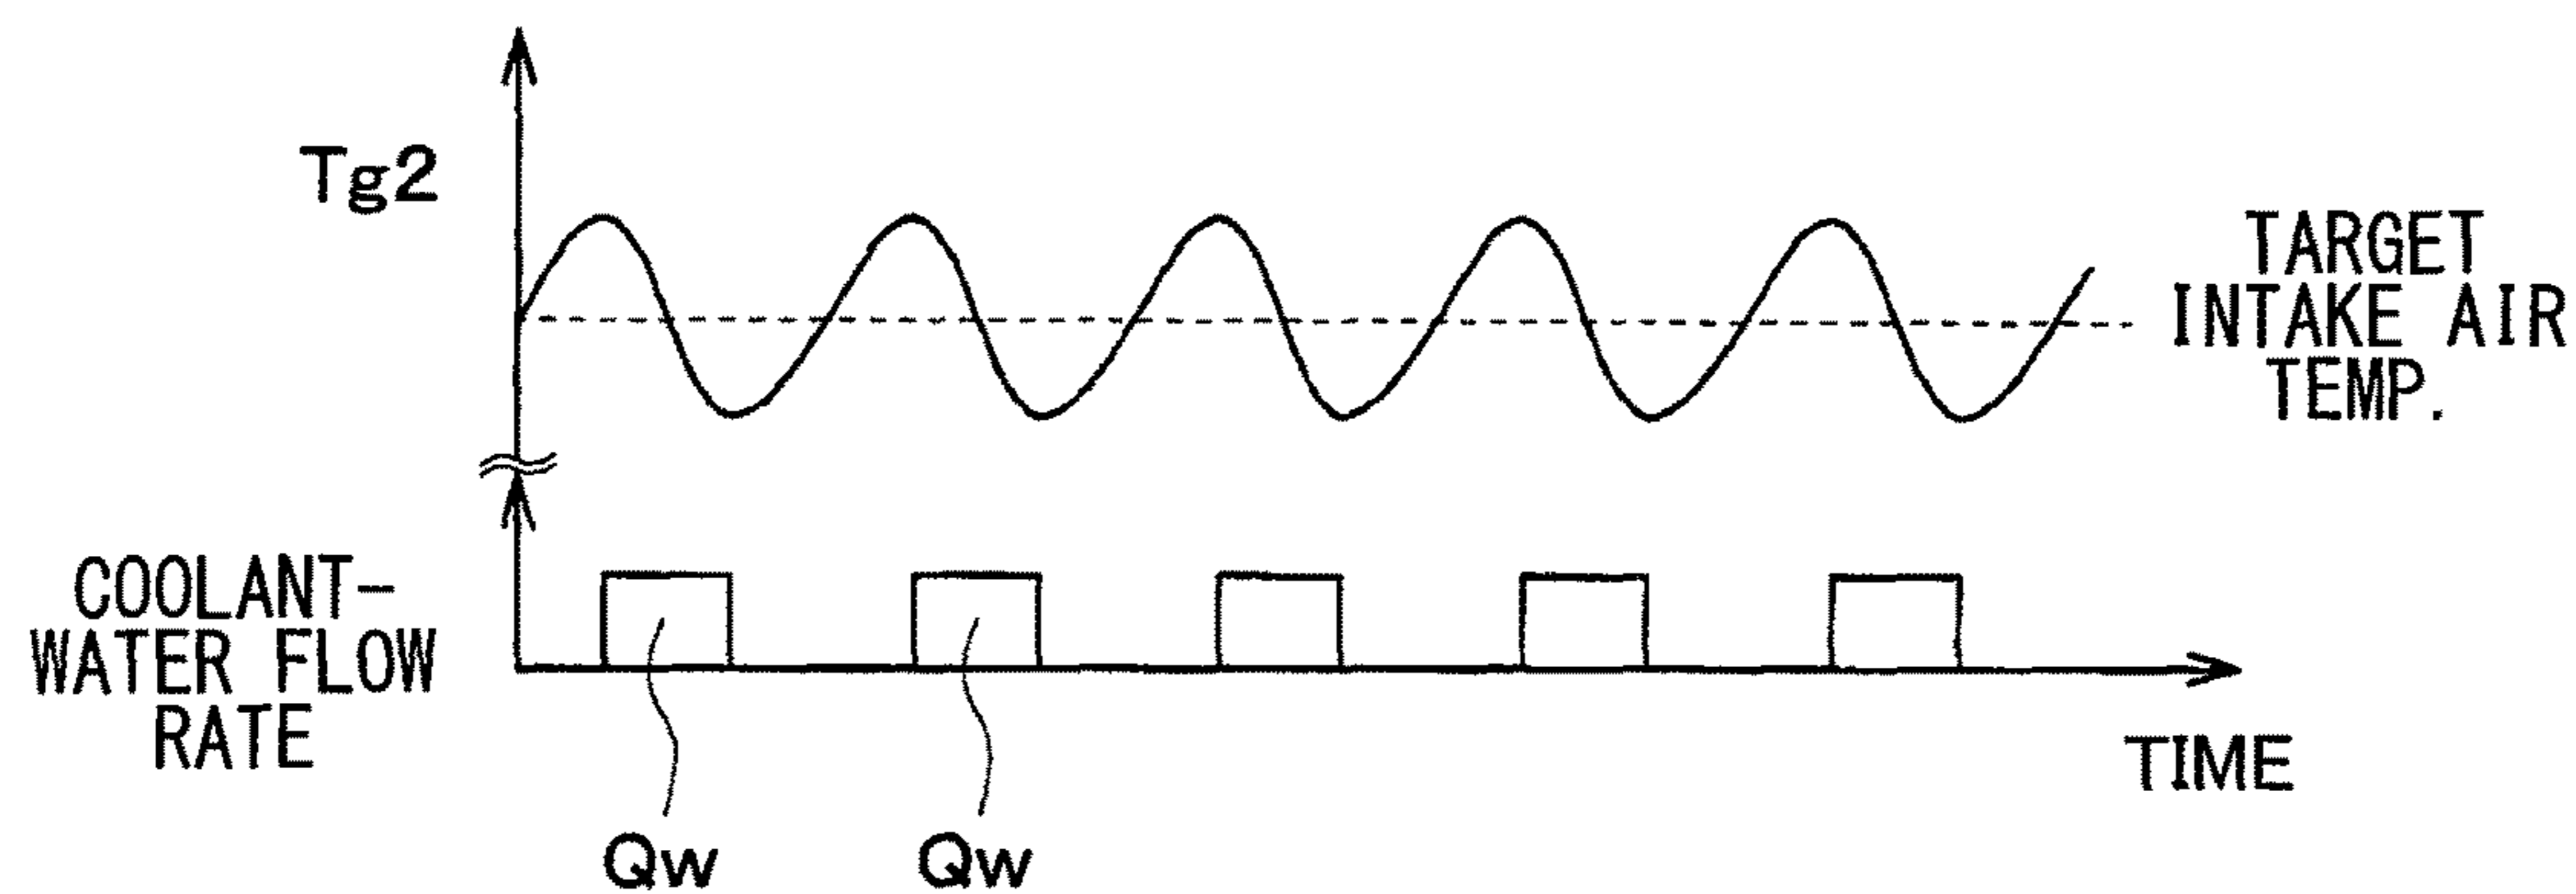 Tg2
TARGET
INTAKE AIR
TEMP.
COOLANT-
WATER FLOW
RATE
TIME
Qw
Qw